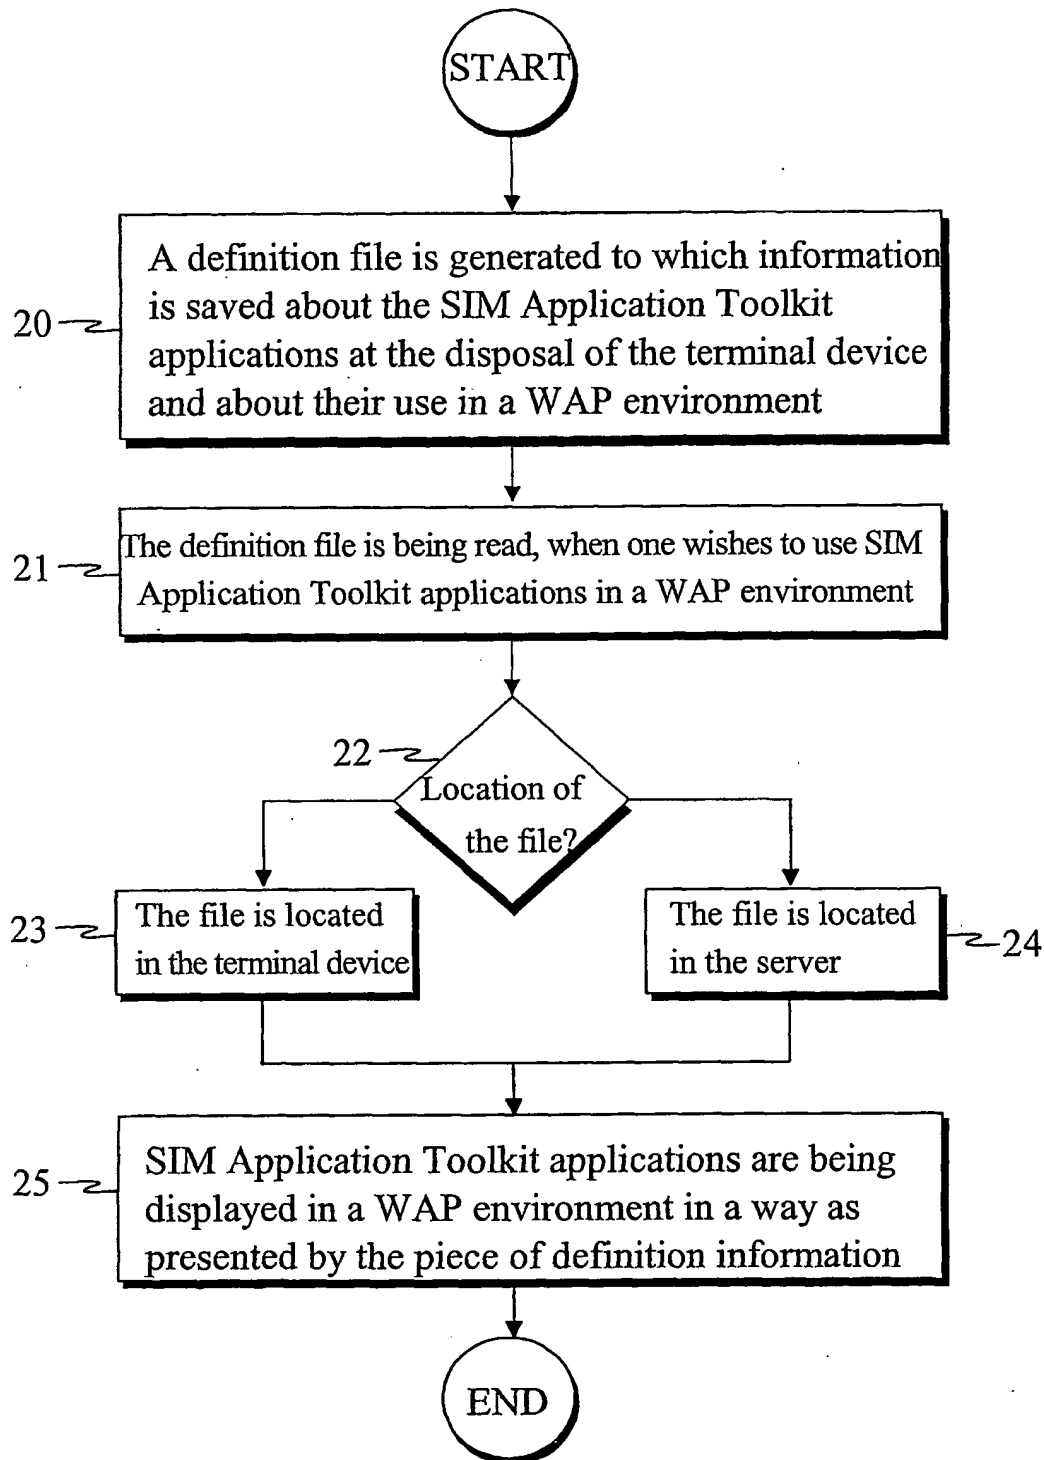 START
20
A definition file is generated to which information
is saved about the SIM Application Toolkit
applications at the disposal of the terminal device
and about their use in a WAP environment
21
The definition file is being read, when one wishes to use SIM
Application Toolkit applications in a WAP environment
22
Location of
the file?
23
The file is located
in the terminal device
The file is located
in the server
24
25
SIM Application Toolkit applications are being
displayed in a WAP environment in a way as
presented by the piece of definition information
END